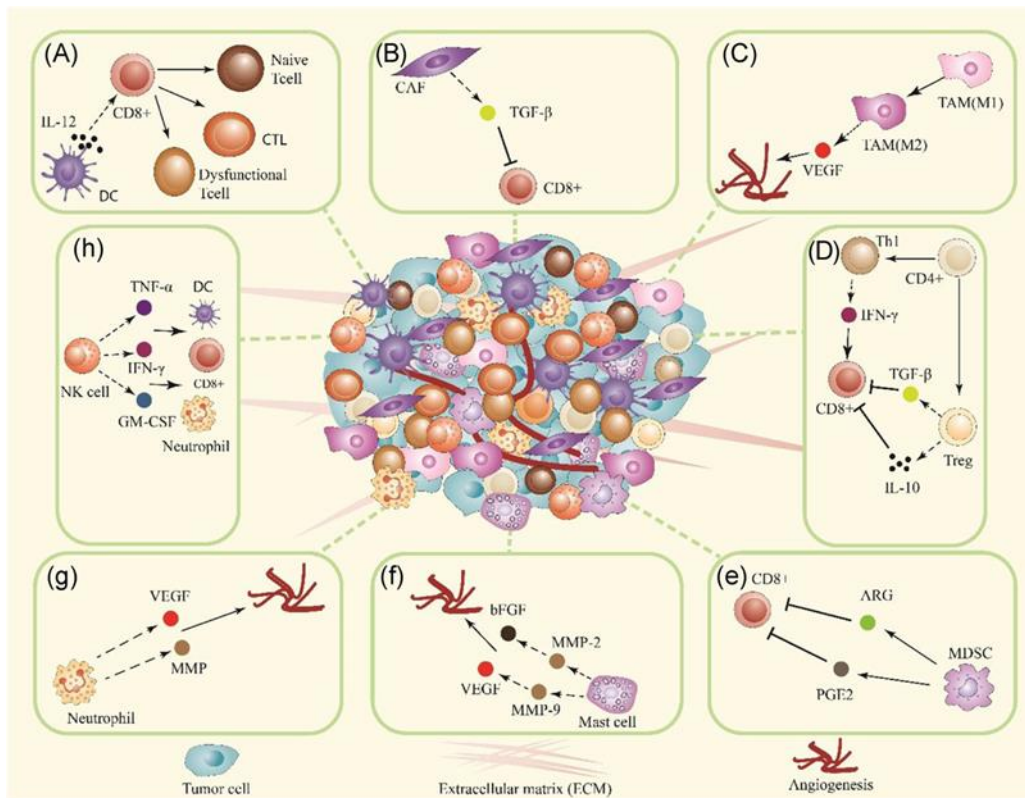 (A)
Naive
Tcell
CD8+
IL-12
CTL
DC
Dysfunctional
Tcell
(B)
CAF
TGF-β
CD8+
(C)
TAM(M1)
TAM(M2)
VEGF
(h)
TNF-α
DC
IFN-γ
NK cell
CD8+
GM-CSF
Neutrophil
(D)
Th1
CD4+
IFN-γ
TGF-β
CD8+
Treg
IL-10
(g)
VEGF
MMP
Neutrophil
(f)
bFGF
MMP-2
VEGF
MMP-9
Mast cell
(e)
CD8+
ARG
MDSC
PGE2
Tumor cell
Extracellular matrix (ECM)
Angiogenesis